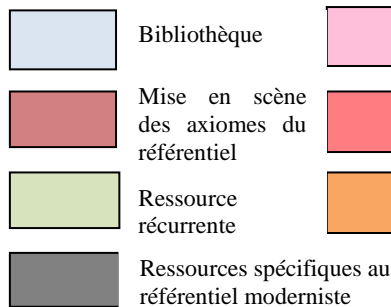 Bibliothèque
Mise en scène
des axiomes du
référentiel
Ressource
récurrente
Ressources spécifiques au
référentiel moderniste